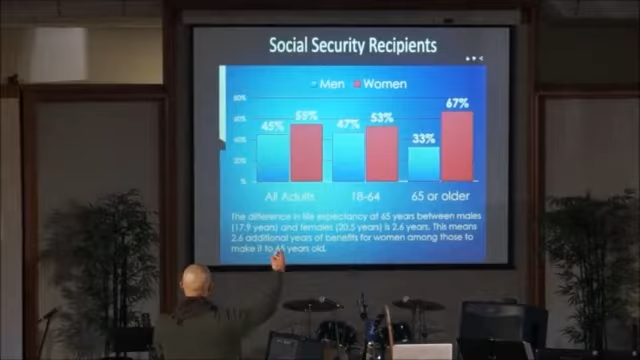 Social Security Recipients
Men Women
80%
60%
40%
20%
%
45% 55% 47% 53% 33% 67%
All Adults 18-64 65 or older
The difference in life expectancy at 65 years between males
(17.9 years) and females (20.5 years) is 2.6 years. This means
2.6 additional years of benefits for women among those to
make it to 65 years old.